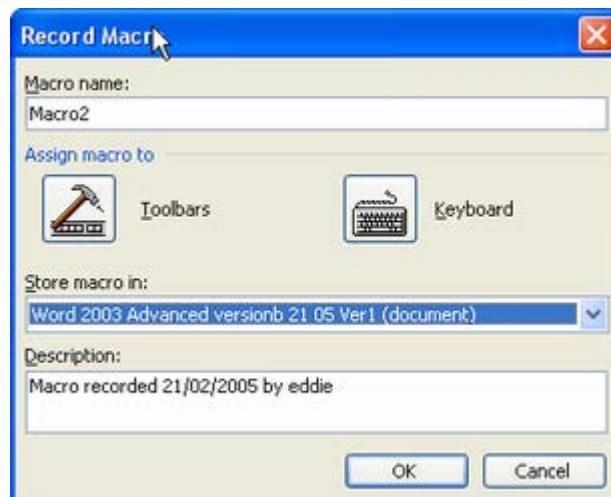 Record Macro
Macro name:
Macro2
Assign macro to
Toolbars
Keyboard
Store macro in:
Word 2003 Advanced versionb 21 05 Ver1 (document)
Description:
Macro recorded 21/02/2005 by eddie
OK
Cancel